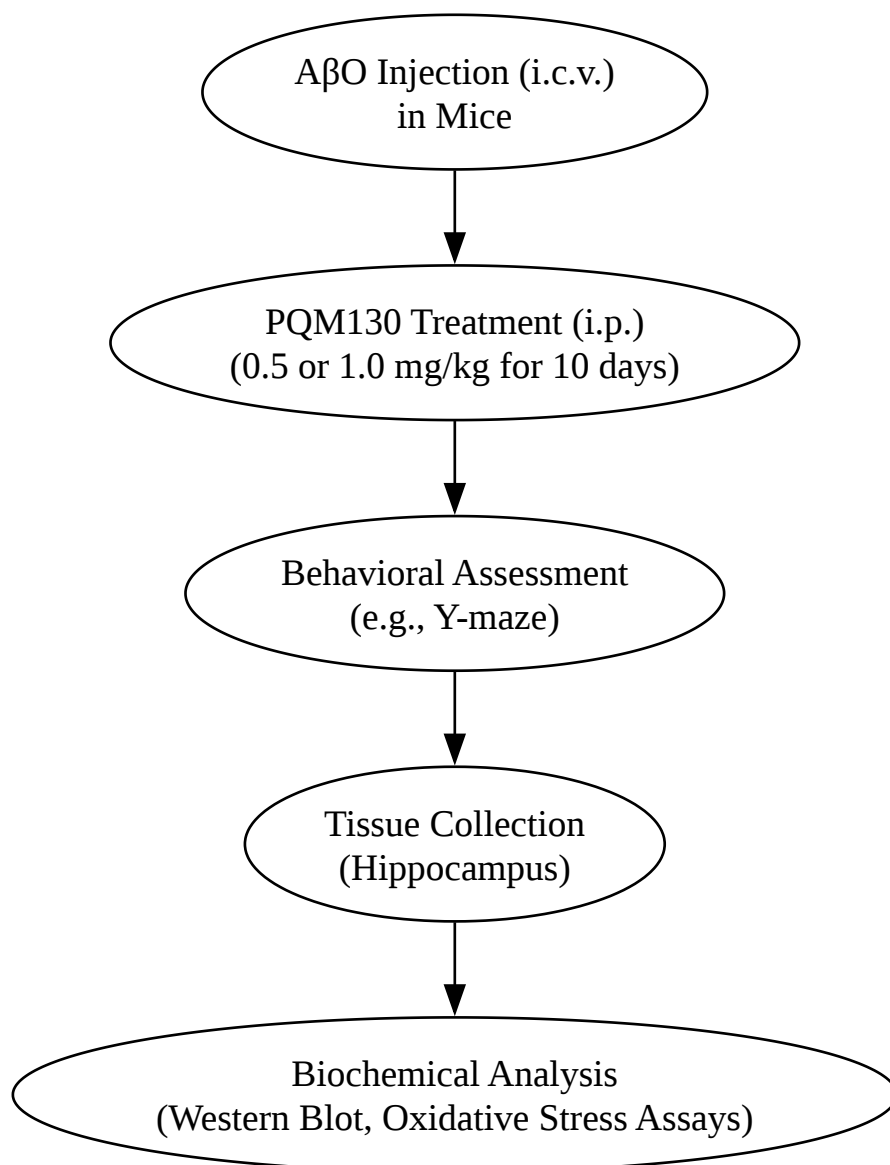 AβO Injection (i.c.v.)
in Mice
PQM130 Treatment (i.p.)
(0.5 or 1.0 mg/kg for 10 days)
Behavioral Assessment
(e.g., Y-maze)
Tissue Collection
(Hippocampus)
Biochemical Analysis
(Western Blot, Oxidative Stress Assays)